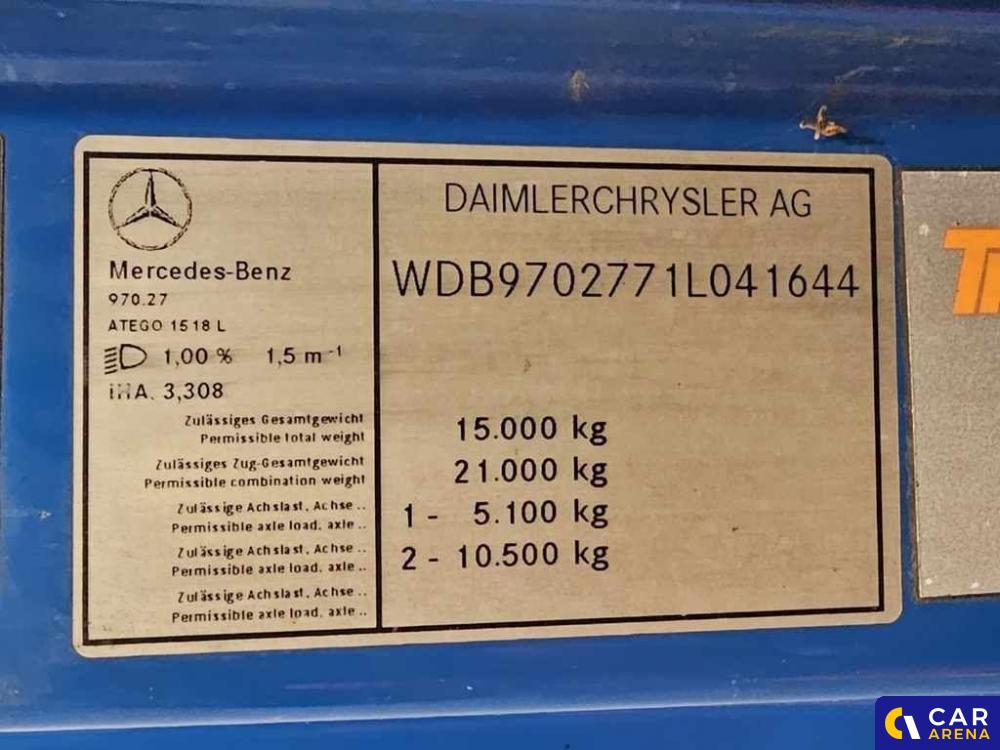 DAIMLERCHRYSLER AG
WDB9702771L041644
Mercedes-Benz
970.27
ATEGO 1518 L
1,00 % 1,5 m⁻¹
iHA. 3,308
Zulässiges Gesamtgewicht
Permissible total weight
15.000 kg
Zulässiges Zug-Gesamtgewicht
Permissible combination weight
21.000 kg
Zulässige Achslast, Achse ..
Permissible axle load, axle ..
1 - 5.100 kg
Zulässige Achslast, Achse ..
Permissible axle load, axle ..
2 - 10.500 kg
Zulässige Achslast, Achse ..
Permissible axle load, axle ..
CAR
ARENA